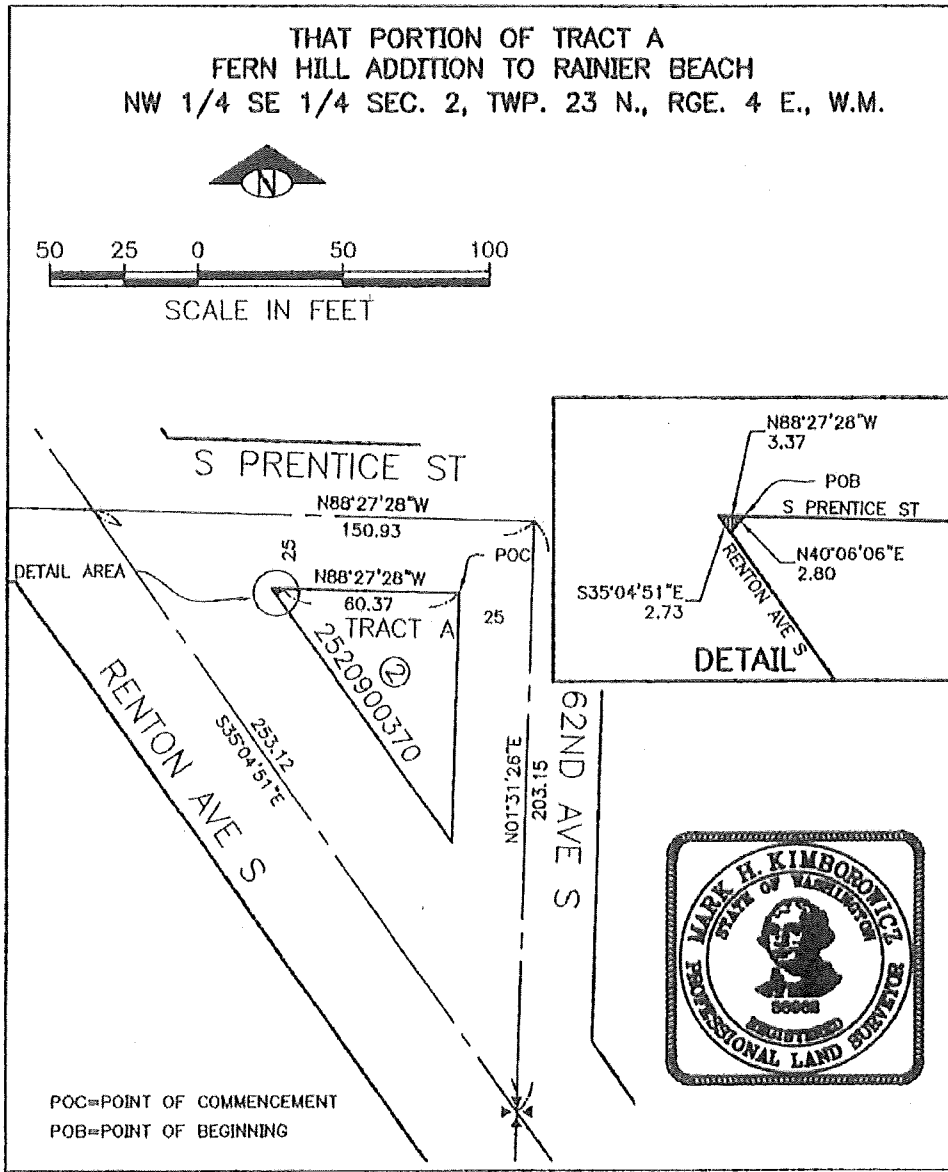 THAT PORTION OF TRACT A
FERN HILL ADDITION TO RAINIER BEACH
NW 1/4 SE 1/4 SEC. 2, TWP. 23 N., RGE. 4 E., W.M.
N
50 25 0 50 100
SCALE IN FEET
S PRENTICE ST
N88°27'28"W
150.93
25
POC
DETAIL AREA
N88°27'28"W
60.37
TRACT A
25
2
2520900370
RENTON AVE S
253.12
S35°04'51"E
N01°31'26"E
203.15
62ND AVE S
N88°27'28"W
3.37
POB
S PRENTICE ST
N40°06'06"E
2.80
S35°04'51"E
2.73
RENTON AVE S
DETAIL
MARK H. KIMBOROWICZ
STATE OF WASHINGTON
REGISTERED
PROFESSIONAL LAND SURVEYOR
POC=POINT OF COMMENCEMENT
POB=POINT OF BEGINNING